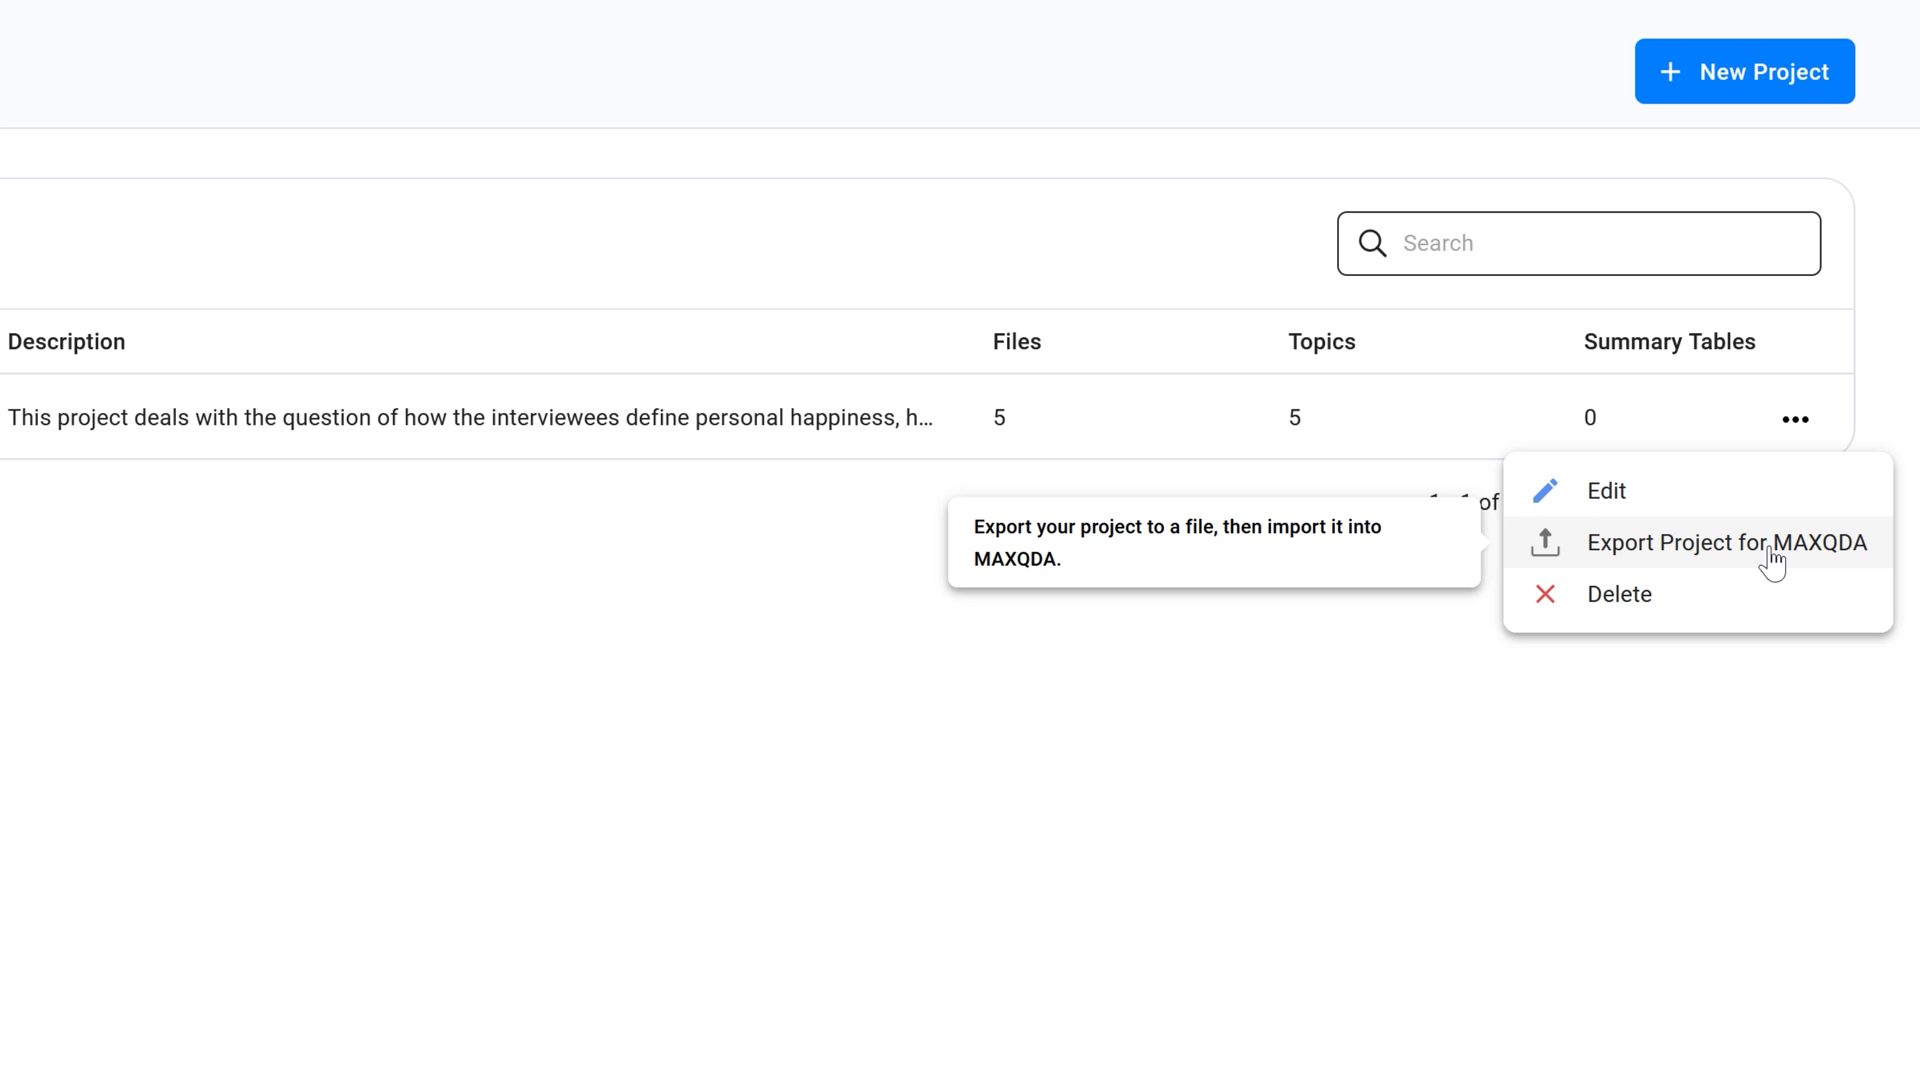 New Project
Search
Description Files Topics Summary Tables
This project deals with the question of how the interviewees define personal happiness, h... 5 5 0
of
Edit
Export your project to a file, then import it into
MAXQDA.
Export Project for MAXQDA
Delete